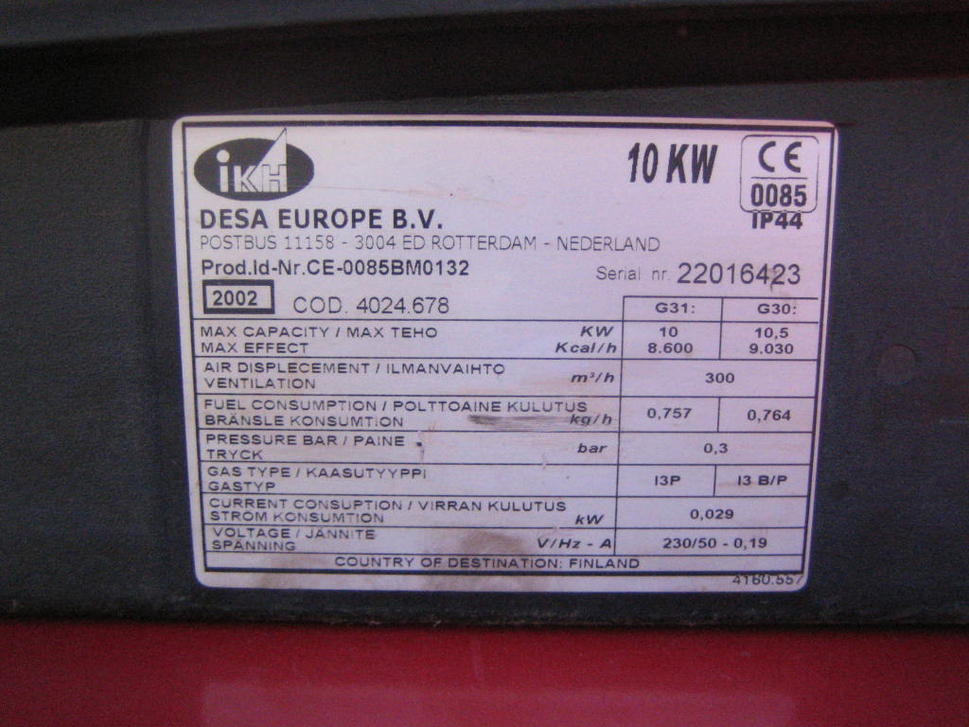 iKH
10 KW
CE
0085
IP44
DESA EUROPE B.V.
POSTBUS 11158 - 3004 ED ROTTERDAM - NEDERLAND
Prod.Id-Nr.CE-0085BM0132
Serial nr. 22016423
2002 COD. 4024.678
G31: G30:
MAX CAPACITY / MAX TEHO KW 10 10,5
MAX EFFECT Kcal/h 8.600 9.030
AIR DISPLECEMENT / ILMANVAIHTO
VENTILATION m³/h 300
FUEL CONSUMPTION / POLTTOAINE KULUTUS
BRÄNSLE KONSUMTION kg/h 0,757 0,764
PRESSURE BAR / PAINE
TRYCK bar 0,3
GAS TYPE / KAASUTYYPPI
GASTYP I3P I3 B/P
CURRENT CONSUPTION / VIRRAN KULUTUS
STRÖM KONSUMTION kW 0,029
VOLTAGE / JÄNNITE
SPÄNNING V/Hz - A 230/50 - 0,19
COUNTRY OF DESTINATION: FINLAND
4160.557